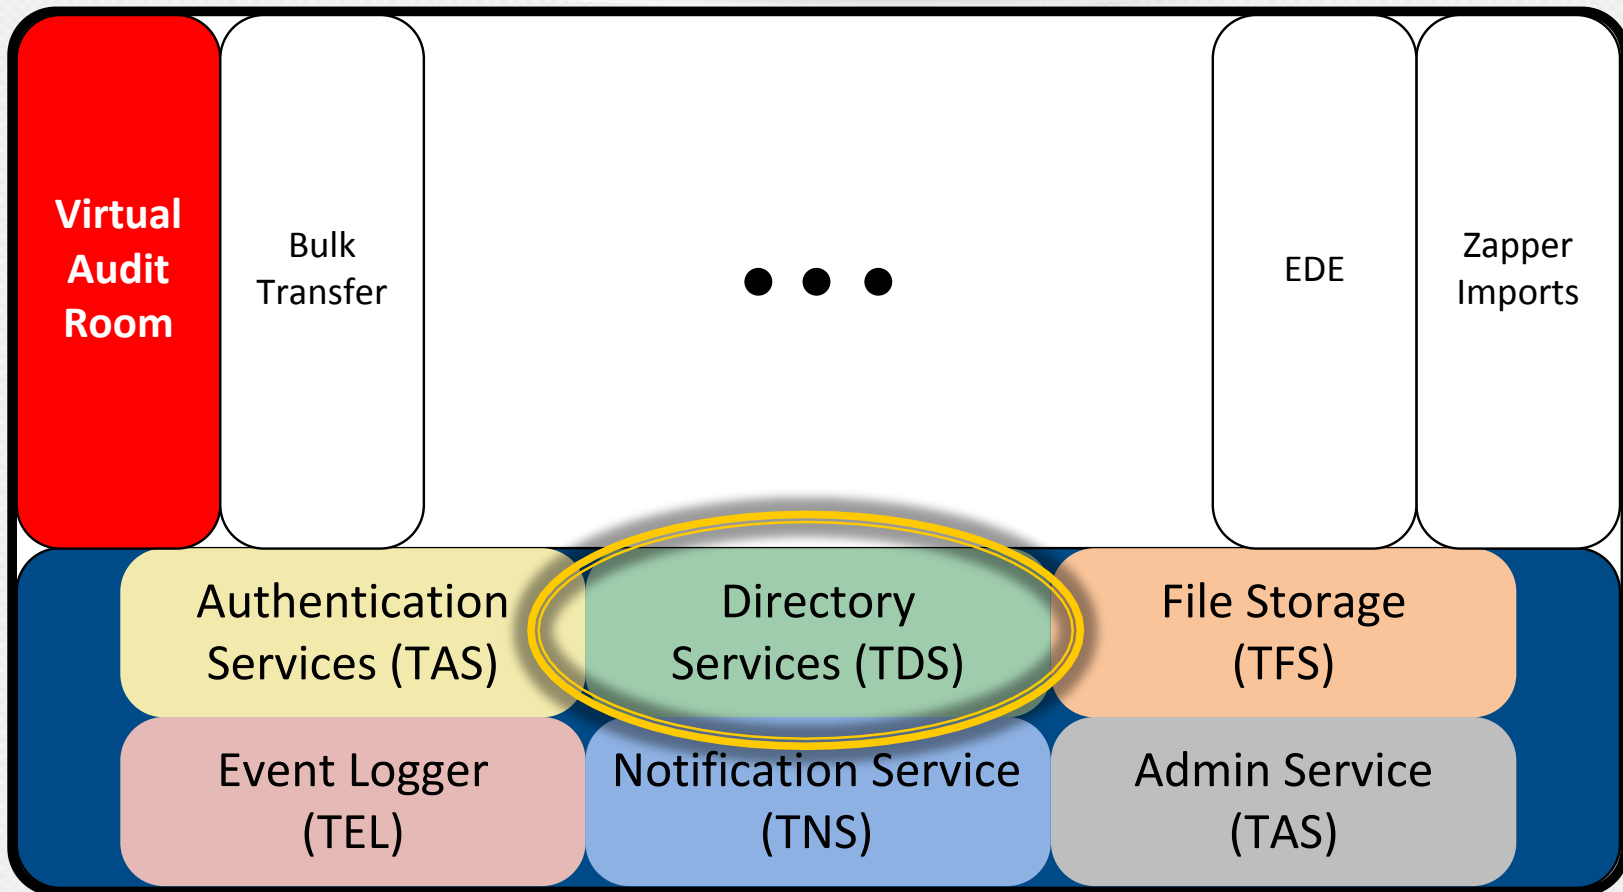 Virtual
Audit
Room
Bulk
Transfer
EDE
Zapper
Imports
Authentication
Services (TAS)
Directory
Services (TDS)
File Storage
(TFS)
Event Logger
(TEL)
Notification Service
(TNS)
Admin Service
(TAS)